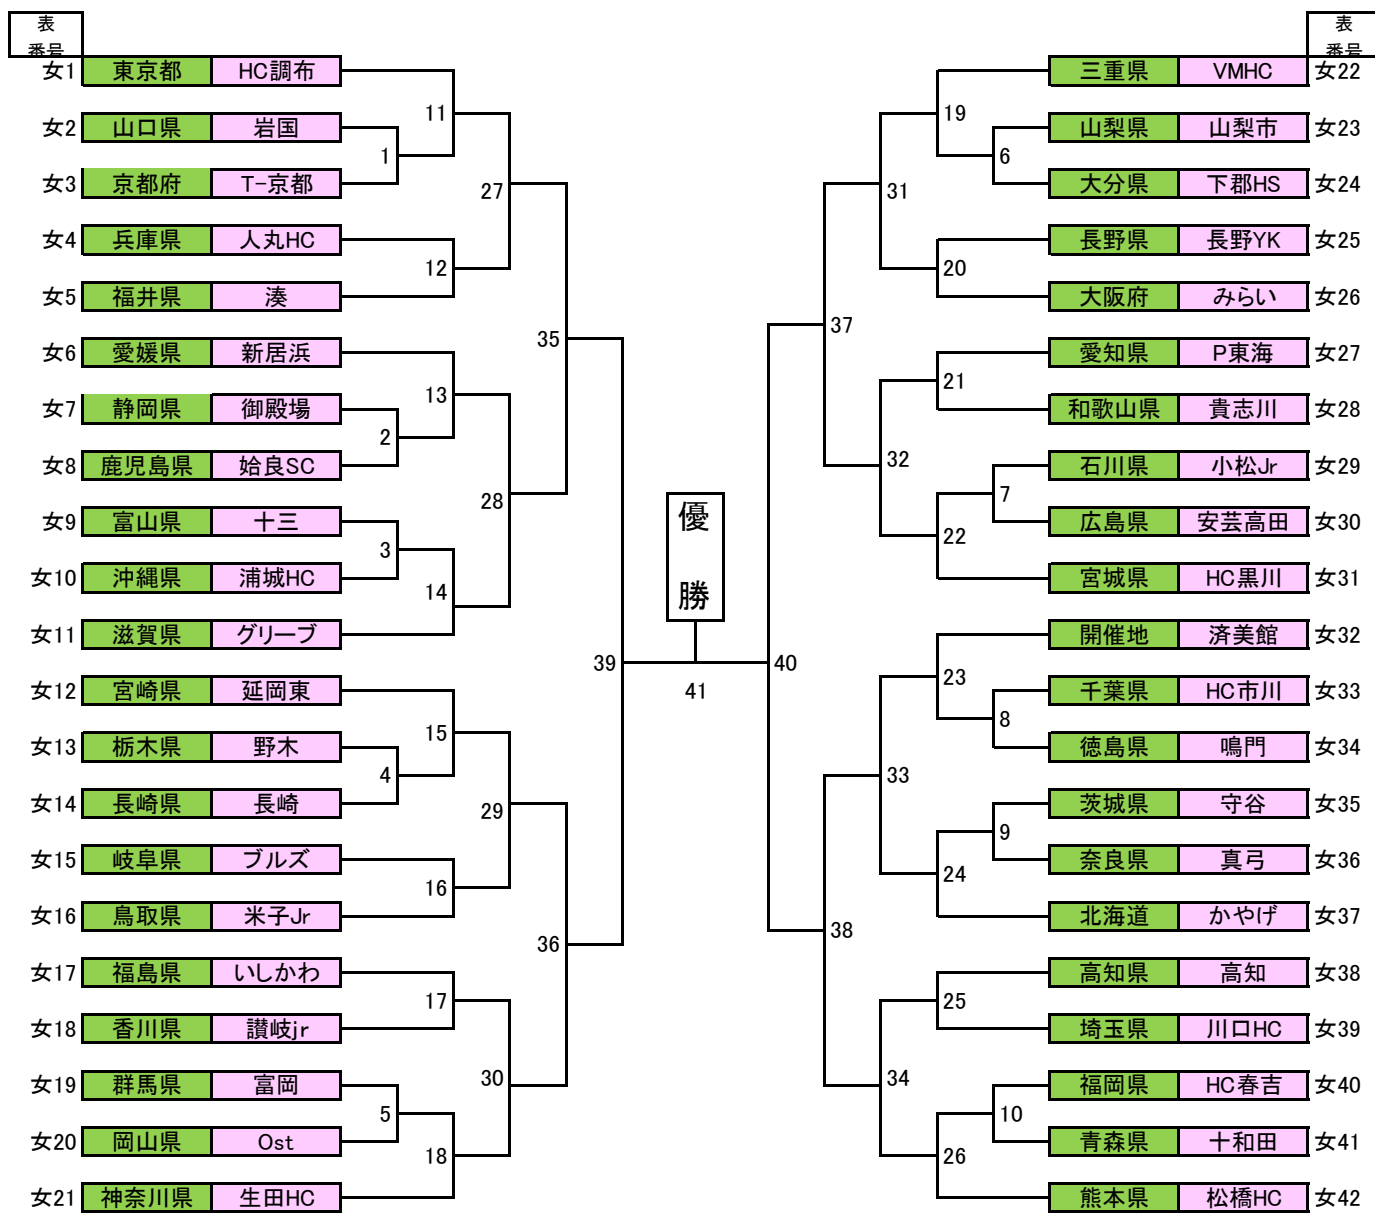 表
番号
女1 東京都 HC調布
女2 山口県 岩国
女3 京都府 T-京都
女4 兵庫県 人丸HC
女5 福井県 湊
女6 愛媛県 新居浜
女7 静岡県 御殿場
女8 鹿児島県 姶良SC
女9 富山県 十三
女10 沖縄県 浦城HC
女11 滋賀県 グリーブ
女12 宮崎県 延岡東
女13 栃木県 野木
女14 長崎県 長崎
女15 岐阜県 ブルズ
女16 鳥取県 米子Jr
女17 福島県 いしかわ
女18 香川県 讃岐jr
女19 群馬県 富岡
女20 岡山県 Ost
女21 神奈川県 生田HC
1
2
3
4
5
11
12
13
14
15
16
17
18
27
28
29
30
35
36
39
優
勝
41
40
37
38
31
32
33
34
19
20
21
22
23
24
25
26
6
7
8
9
10
表
番号
三重県 VMHC 女22
山梨県 山梨市 女23
大分県 下郡HS 女24
長野県 長野YK 女25
大阪府 みらい 女26
愛知県 P東海 女27
和歌山県 貴志川 女28
石川県 小松Jr 女29
広島県 安芸高田 女30
宮城県 HC黒川 女31
開催地 済美館 女32
千葉県 HC市川 女33
徳島県 鳴門 女34
茨城県 守谷 女35
奈良県 真弓 女36
北海道 かやげ 女37
高知県 高知 女38
埼玉県 川口HC 女39
福岡県 HC春吉 女40
青森県 十和田 女41
熊本県 松橋HC 女42